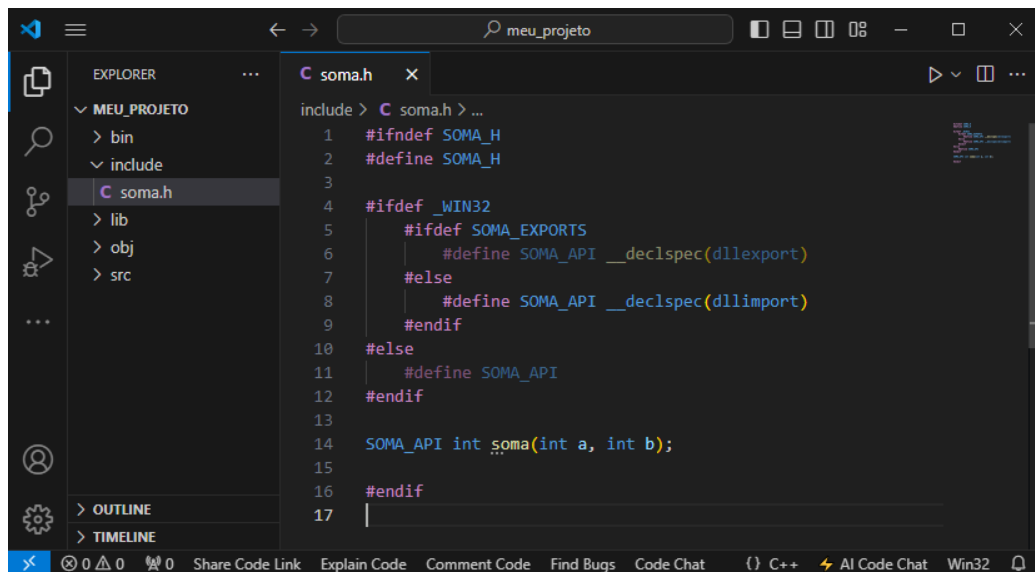 meu_projeto
EXPLORER
MEU_PROJETO
bin
include
C soma.h
lib
obj
src
OUTLINE
TIMELINE
C soma.h
include > C soma.h > ...
1 #ifndef SOMA_H
2 #define SOMA_H
3
4 #ifdef _WIN32
5 #ifdef SOMA_EXPORTS
6 #define SOMA_API __declspec(dllexport)
7 #else
8 #define SOMA_API __declspec(dllimport)
9 #endif
10 #else
11 #define SOMA_API
12 #endif
13
14 SOMA_API int soma(int a, int b);
15
16 #endif
17
0 0 0 Share Code Link Explain Code Comment Code Find Bugs Code Chat {} C++ AI Code Chat Win32